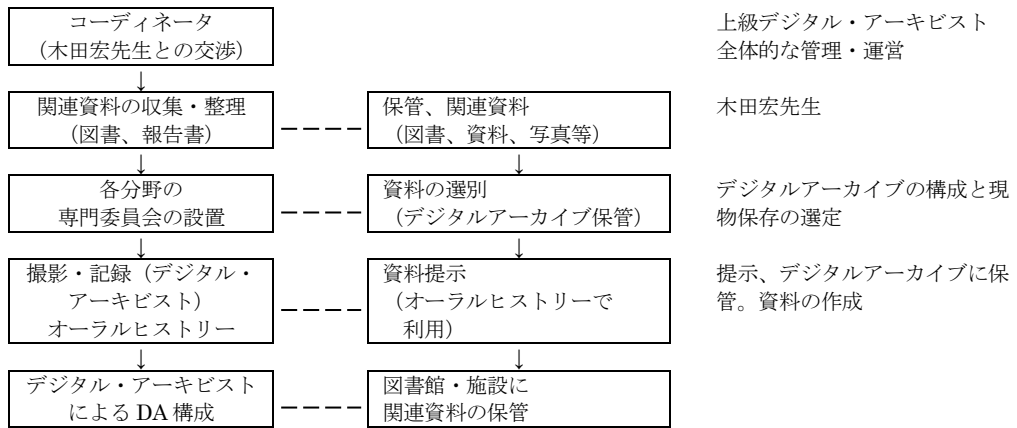 コーディネータ
（木田宏先生との交渉）
上級デジタル・アーキビスト
全体的な管理・運営
↓
関連資料の収集・整理
（図書、報告書）
保管、関連資料
（図書、資料、写真等）
木田宏先生
↓
↓
各分野の
専門委員会の設置
資料の選別
（デジタルアーカイブ保管）
デジタルアーカイブの構成と現
物保存の選定
↓
↓
撮影・記録（デジタル・
アーキビスト）
オーラルヒストリー
資料提示
（オーラルヒストリーで
利用）
提示、デジタルアーカイブに保
管。資料の作成
↓
↓
デジタル・アーキビスト
による DA 構成
図書館・施設に
関連資料の保管